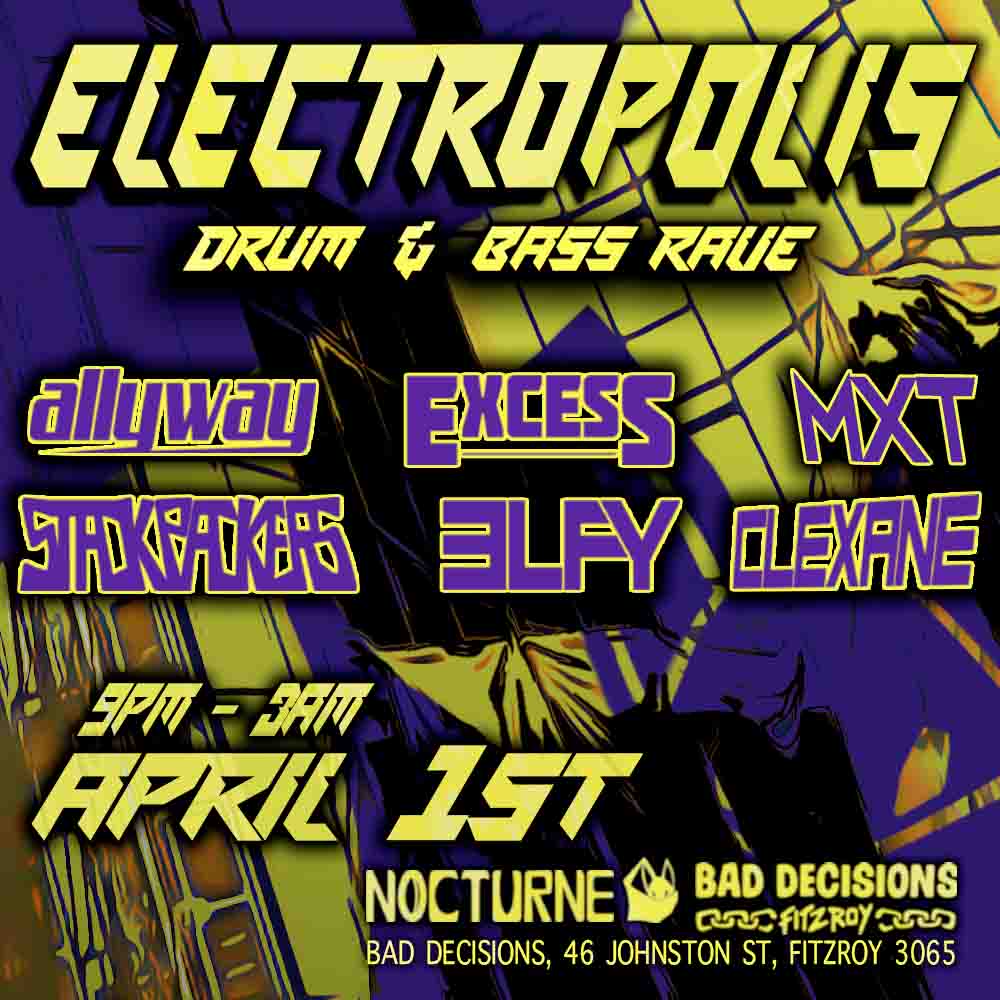 ELECTROPOLIS
DRUM & BASS RAVE
allyway EXCESS MXT
STACKPACKERS ELFY CLEXANE
9PM - 3AM
APRIL 1ST
NOCTURNE BAD DECISIONS
FITZROY
BAD DECISIONS, 46 JOHNSTON ST, FITZROY 3065